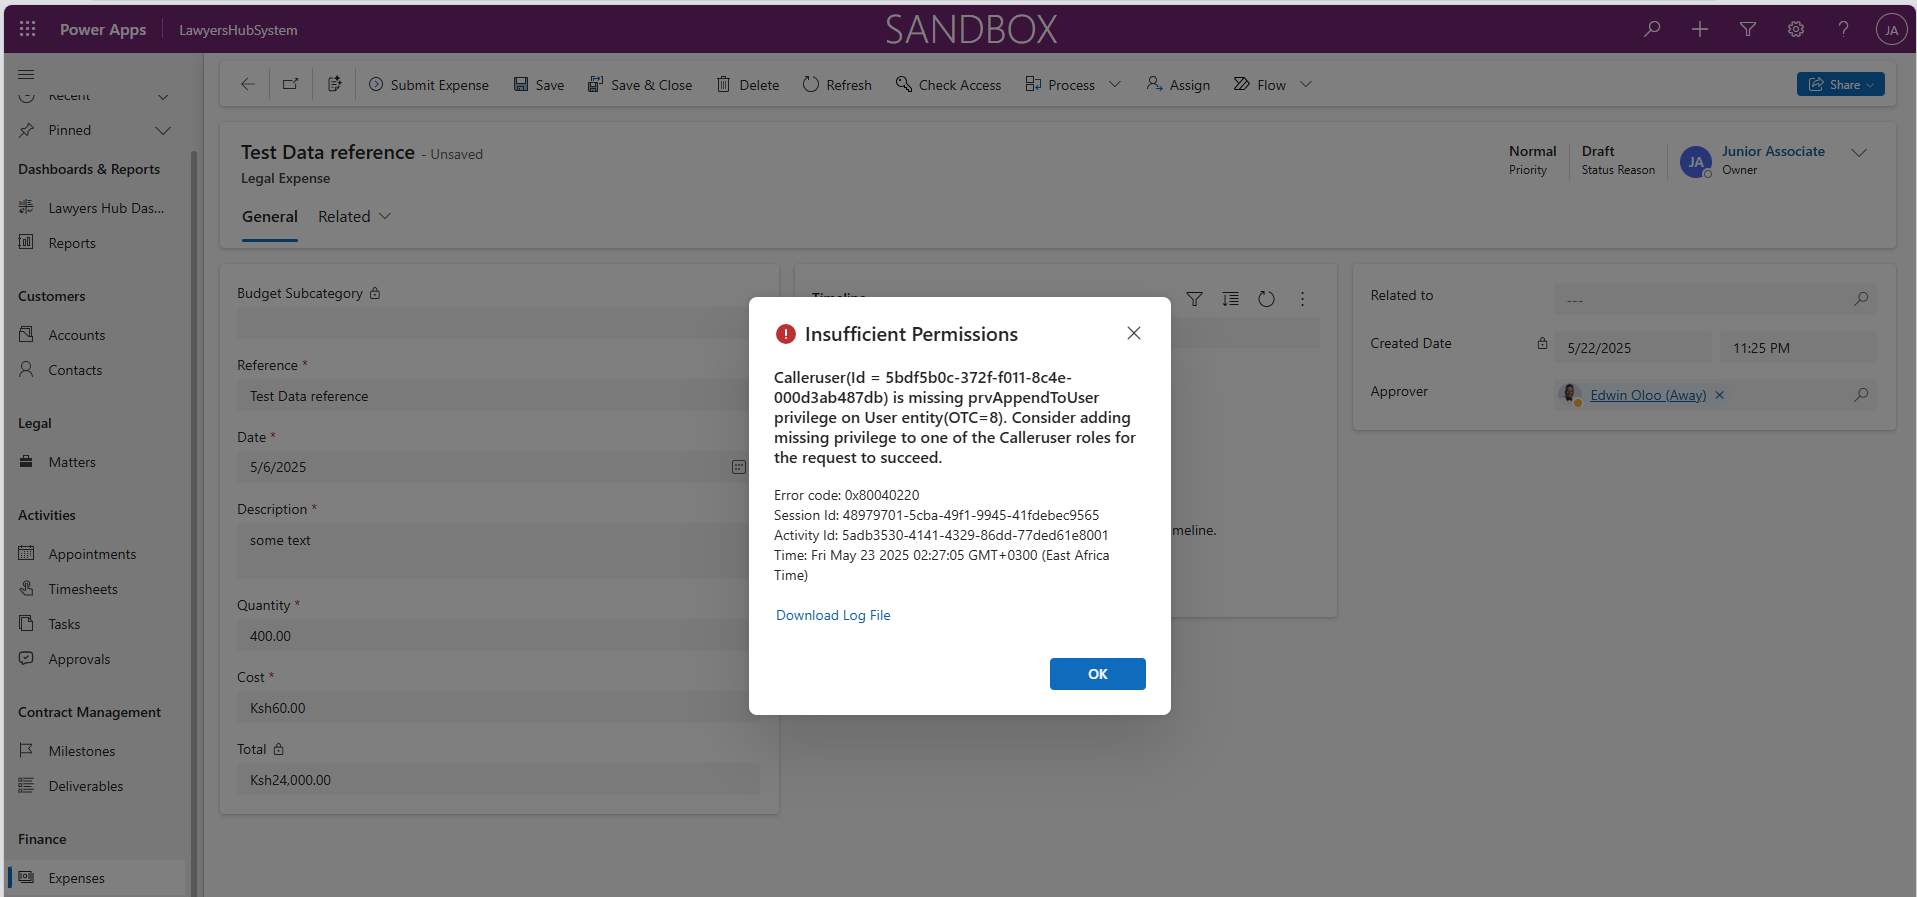 Power Apps
LawyersHubSystem
SANDBOX
JA
Submit Expense
Save
Save & Close
Delete
Refresh
Check Access
Process
Assign
Flow
Share
Recent
Pinned
Dashboards & Reports
Lawyers Hub Das...
Reports
Customers
Accounts
Contacts
Legal
Matters
Activities
Appointments
Timesheets
Tasks
Approvals
Contract Management
Milestones
Deliverables
Finance
Expenses
Test Data reference - Unsaved
Legal Expense
Normal
Priority
Draft
Status Reason
JA
Junior Associate
Owner
General
Related
Budget Subcategory
Reference *
Test Data reference
Date *
5/6/2025
Description *
some text
Quantity *
400.00
Cost *
Ksh60.00
Total
Ksh24,000.00
Timeline
meline.
Related to
---
Created Date
5/22/2025
11:25 PM
Approver
Edwin Oloo (Away)
Insufficient Permissions
Calleruser(Id = 5bdf5b0c-372f-f011-8c4e-
000d3ab487db) is missing prvAppendToUser
privilege on User entity(OTC=8). Consider adding
missing privilege to one of the Calleruser roles for
the request to succeed.
Error code: 0x80040220
Session Id: 48979701-5cba-49f1-9945-41fdebec9565
Activity Id: 5adb3530-4141-4329-86dd-77ded61e8001
Time: Fri May 23 2025 02:27:05 GMT+0300 (East Africa
Time)
Download Log File
OK